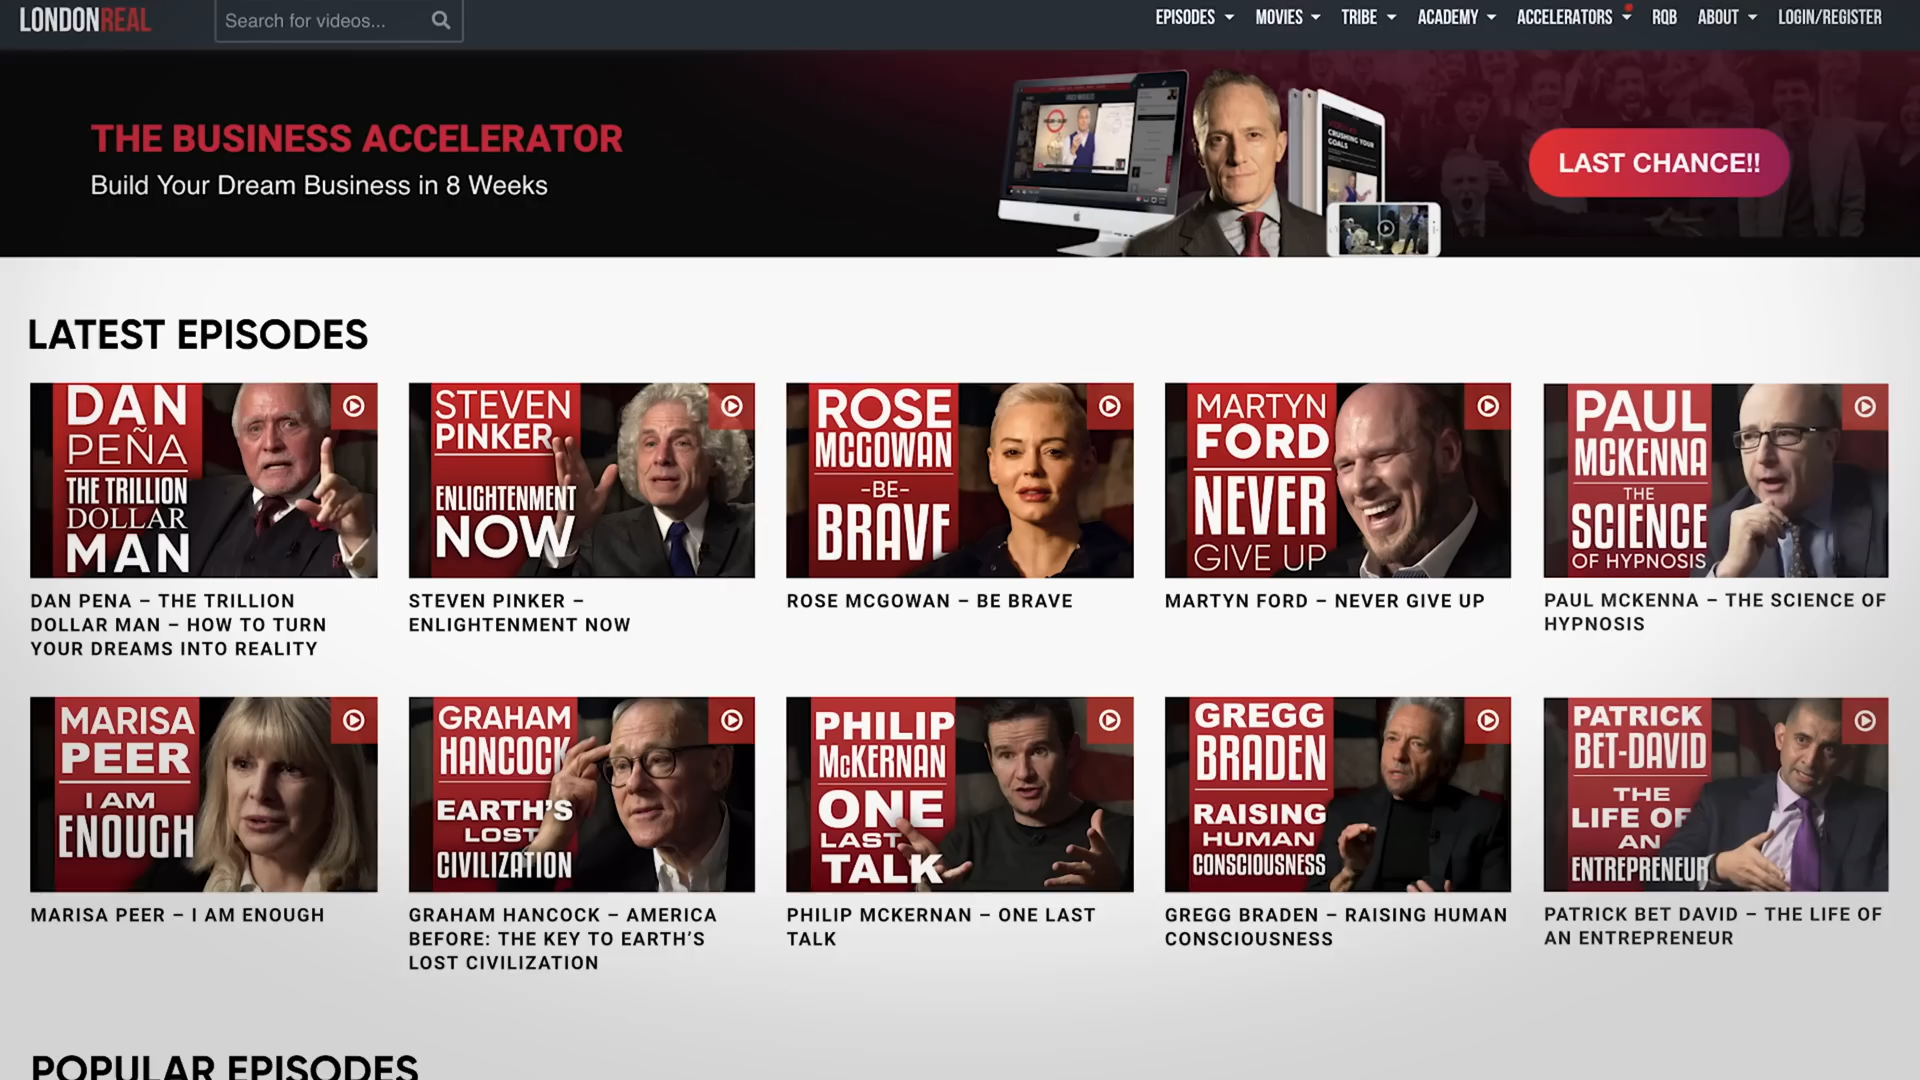 LONDONREAL
Search for videos...
EPISODES MOVIES TRIBE ACADEMY ACCELERATORS RQB ABOUT LOGIN/REGISTER
THE BUSINESS ACCELERATOR
Build Your Dream Business in 8 Weeks
CRUSHING YOUR
GOALS
LAST CHANCE!!
LATEST EPISODES
DAN
PEÑA
THE TRILLION
DOLLAR
MAN
STEVEN
PINKER
ENLIGHTENMENT
NOW
ROSE
MCGOWAN
-BE-
BRAVE
MARTYN
FORD
NEVER
GIVE UP
PAUL
MCKENNA
THE
SCIENCE
OF HYPNOSIS
DAN PENA – THE TRILLION
DOLLAR MAN – HOW TO TURN
YOUR DREAMS INTO REALITY
STEVEN PINKER –
ENLIGHTENMENT NOW
ROSE MCGOWAN – BE BRAVE
MARTYN FORD – NEVER GIVE UP
PAUL MCKENNA – THE SCIENCE OF
HYPNOSIS
MARISA
PEER
I AM
ENOUGH
GRAHAM
HANCOCK
EARTH'S
LOST
CIVILIZATION
PHILIP
McKERNAN
ONE
LAST
TALK
GREGG
BRADEN
RAISING
HUMAN
CONSCIOUSNESS
PATRICK
BET-DAVID
THE
LIFE OF
AN
ENTREPRENEUR
MARISA PEER – I AM ENOUGH
GRAHAM HANCOCK – AMERICA
BEFORE: THE KEY TO EARTH'S
LOST CIVILIZATION
PHILIP MCKERNAN – ONE LAST
TALK
GREGG BRADEN – RAISING HUMAN
CONSCIOUSNESS
PATRICK BET DAVID – THE LIFE OF
AN ENTREPRENEUR
POPULAR EPISODES